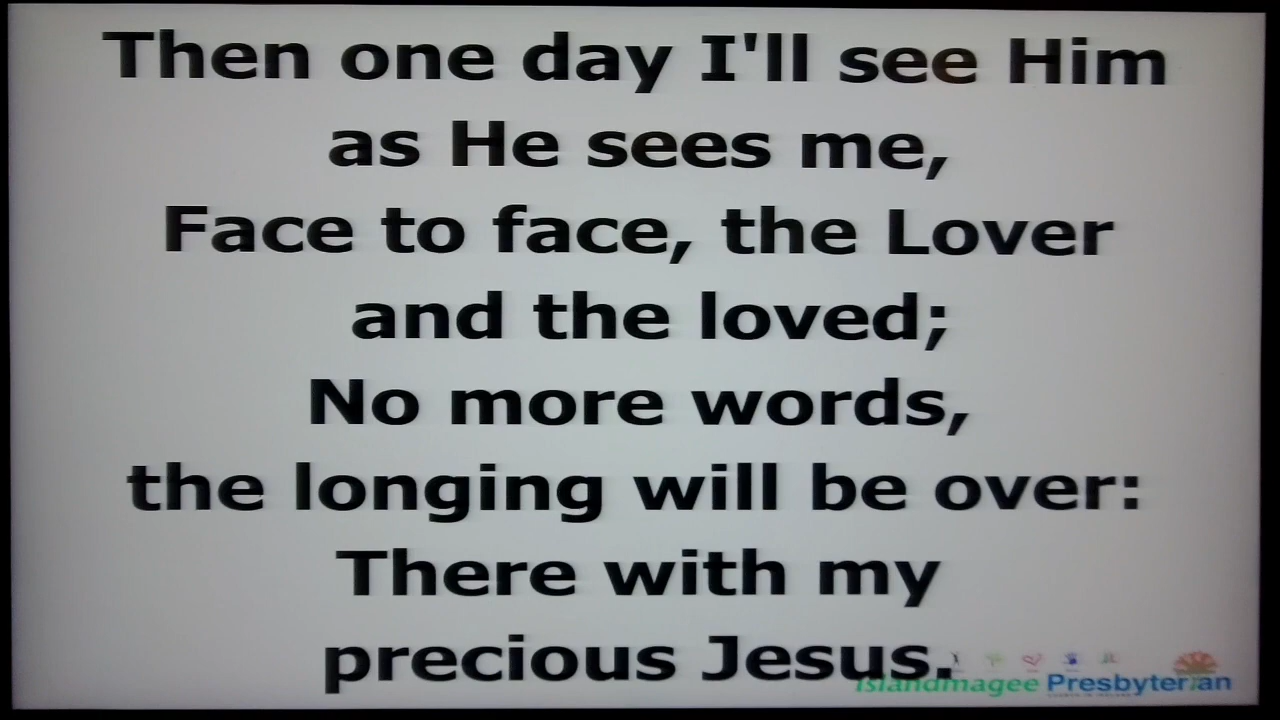 Then one day I'll see Him
as He sees me,
Face to face, the Lover
and the loved;
No more words,
the longing will be over:
There with my
precious Jesus.
Islandmagee Presbyterian